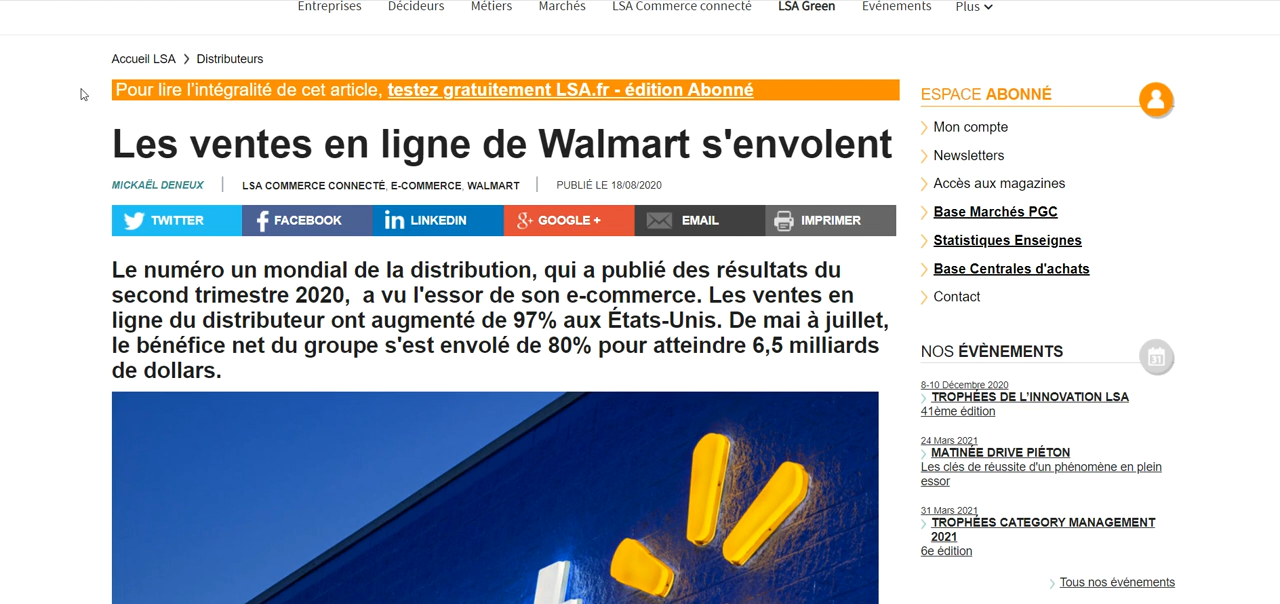 Entreprises Décideurs Métiers Marchés LSA Commerce connecté LSA Green Evénements Plus
Accueil LSA Distributeurs
Pour lire l'intégralité de cet article, testez gratuitement LSA.fr - édition Abonné
Les ventes en ligne de Walmart s'envolent
MICKAËL DENEUX LSA COMMERCE CONNECTÉ, E-COMMERCE, WALMART PUBLIÉ LE 18/08/2020
TWITTER FACEBOOK LINKEDIN GOOGLE + EMAIL IMPRIMER
Le numéro un mondial de la distribution, qui a publié des résultats du
second trimestre 2020, a vu l'essor de son e-commerce. Les ventes en
ligne du distributeur ont augmenté de 97% aux États-Unis. De mai à juillet,
le bénéfice net du groupe s'est envolé de 80% pour atteindre 6,5 milliards
de dollars.
ESPACE ABONNÉ
Mon compte
Newsletters
Accès aux magazines
Base Marchés PGC
Statistiques Enseignes
Base Centrales d'achats
Contact
NOS ÉVÈNEMENTS
31
8-10 Décembre 2020
TROPHÉES DE L'INNOVATION LSA
41ème édition
24 Mars 2021
MATINÉE DRIVE PIÉTON
Les clés de réussite d'un phénomène en plein
essor
31 Mars 2021
TROPHÉES CATEGORY MANAGEMENT
2021
6e édition
Tous nos événements